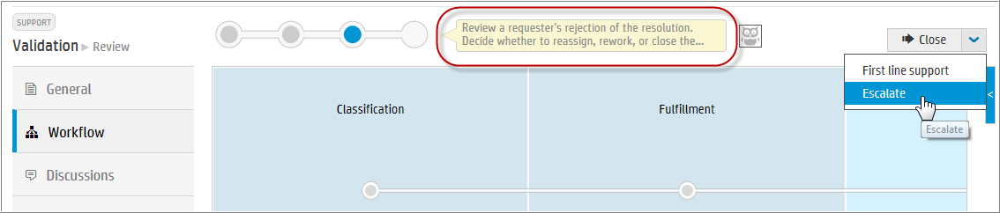 SUPPORT
Validation ▶ Review
Review a requester's rejection of the resolution.
Decide whether to reassign, rework, or close the...
Close
First line support
Escalate
Escalate
General
Workflow
Discussions
Classification
Fulfillment
<